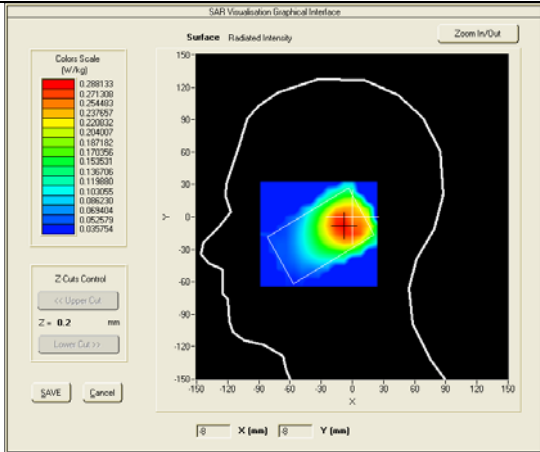 SAR Visualisation Graphical Interface
Surface Radiated Intensity
Zoom In/Out
Colors Scale
(W/kg)
0.288133
0.271308
0.254483
0.237657
0.220832
0.204007
0.187182
0.170356
0.153531
0.136706
0.119880
0.103055
0.086230
0.069404
0.052579
0.035754
Z Cuts Control
<< Upper Cut
Z = 0.2 mm
Lower Cut >>
SAVE Cancel
150-
120-
90-
60-
30-
0-
-30-
-60-
-90-
-120-
-150-
Y
-150 -120 -90 -60 -30 0 30 60 90 120 150
X
-8 X (mm) -8 Y (mm)